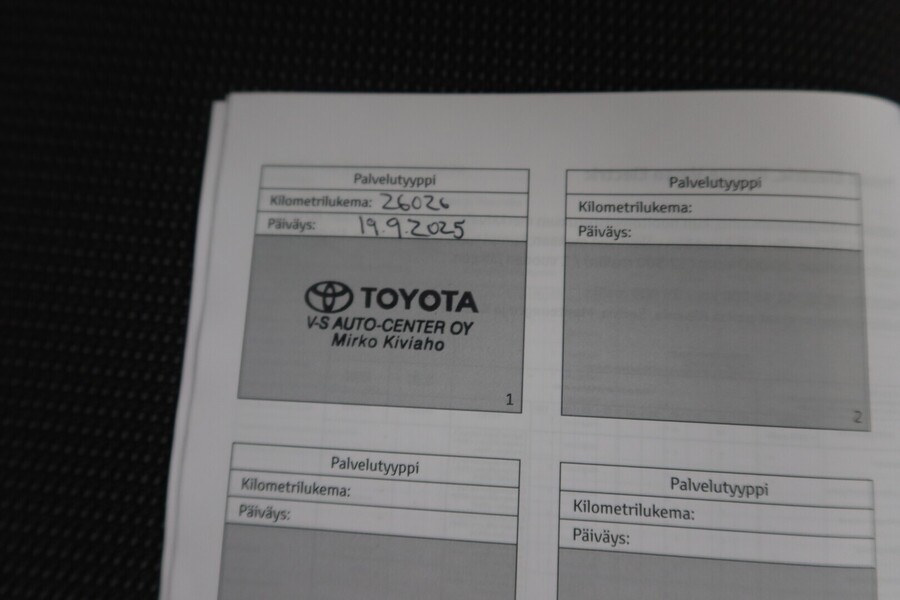 Palvelutyyppi
Kilometrilukema: 26026
Päiväys: 19.9.2025
TOYOTA
V-S AUTO-CENTER OY
Mirko Kiviaho
1
Palvelutyyppi
Kilometrilukema:
Päiväys:
2
Palvelutyyppi
Kilometrilukema:
Päiväys:
Palvelutyyppi
Kilometrilukema:
Päiväys: